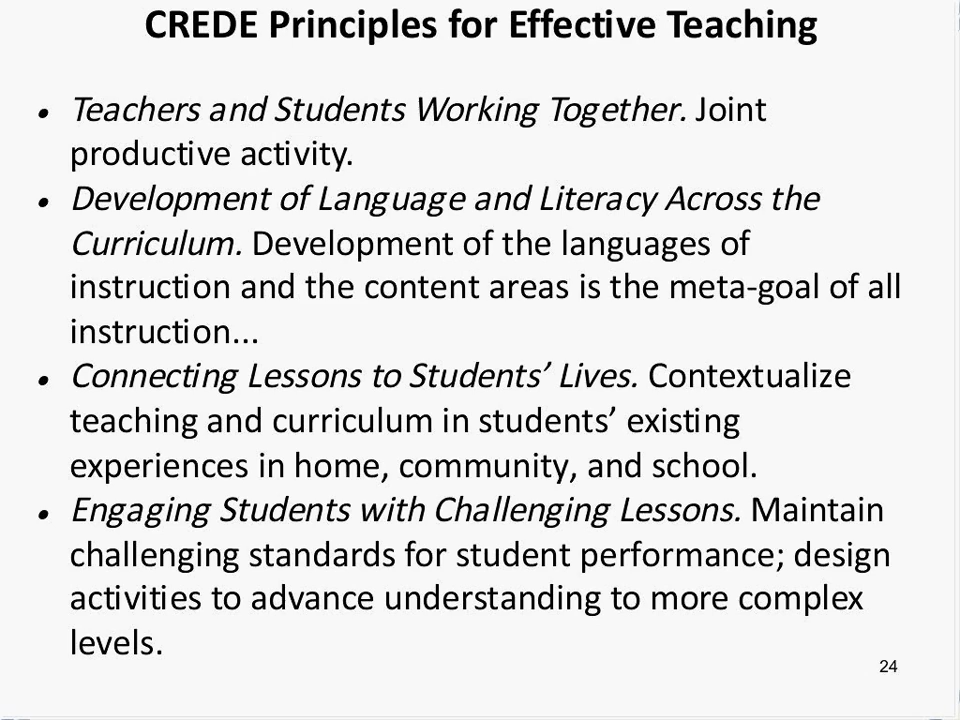 CREDE Principles for Effective Teaching
• Teachers and Students Working Together. Joint
productive activity.
• Development of Language and Literacy Across the
Curriculum. Development of the languages of
instruction and the content areas is the meta-goal of all
instruction...
• Connecting Lessons to Students’ Lives. Contextualize
teaching and curriculum in students’ existing
experiences in home, community, and school.
• Engaging Students with Challenging Lessons. Maintain
challenging standards for student performance; design
activities to advance understanding to more complex
levels.
24